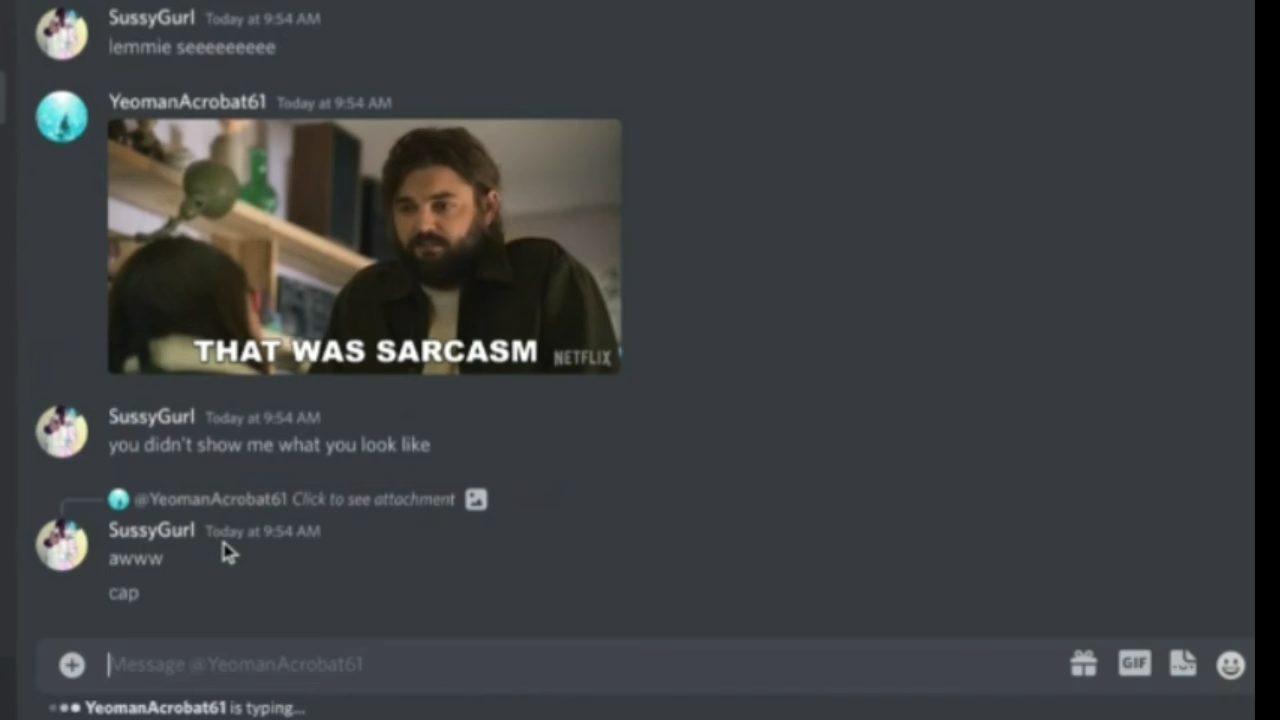 SussyGurl Today at 9:54 AM
lemmie seeeeeeeee
YeomanAcrobat61 Today at 9:54 AM
THAT WAS SARCASM
NETFLIX
SussyGurl Today at 9:54 AM
you didn't show me what you look like
@YeomanAcrobat61 Click to see attachment
SussyGurl Today at 9:54 AM
awww
cap
Message @YeomanAcrobat61
GIF
YeomanAcrobat61 is typing...